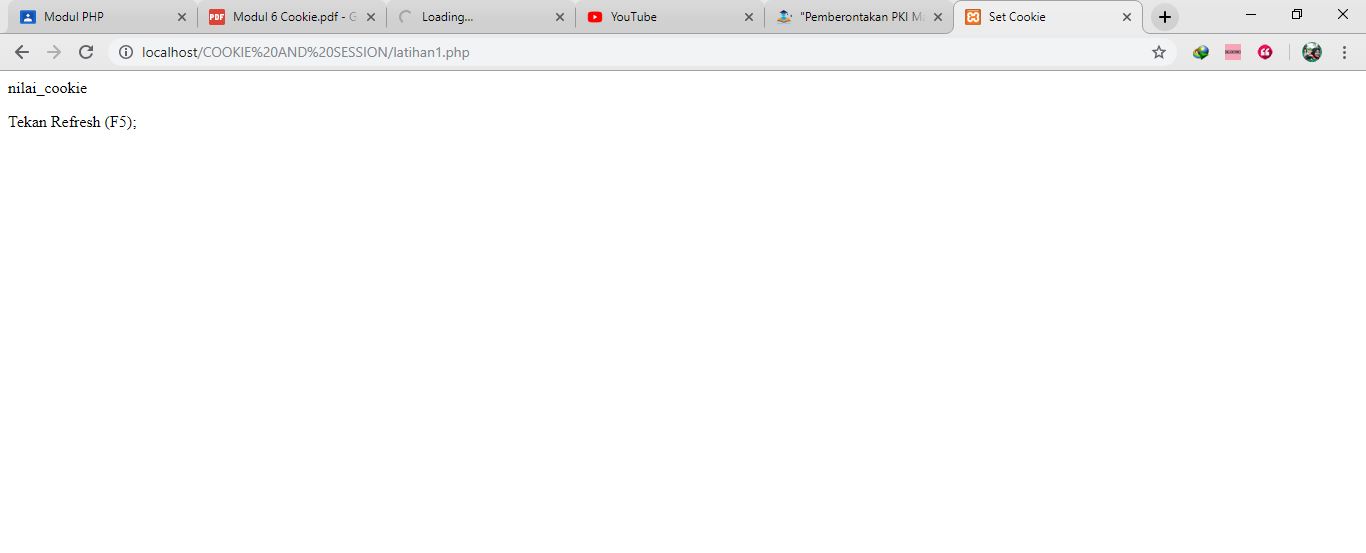 Modul PHP
PDF Modul 6 Cookie.pdf - G
Loading...
YouTube
"Pemberontakan PKI Ma
Set Cookie
localhost/COOKIE%20AND%20SESSION/latihan1.php
nilai_cookie
Tekan Refresh (F5);